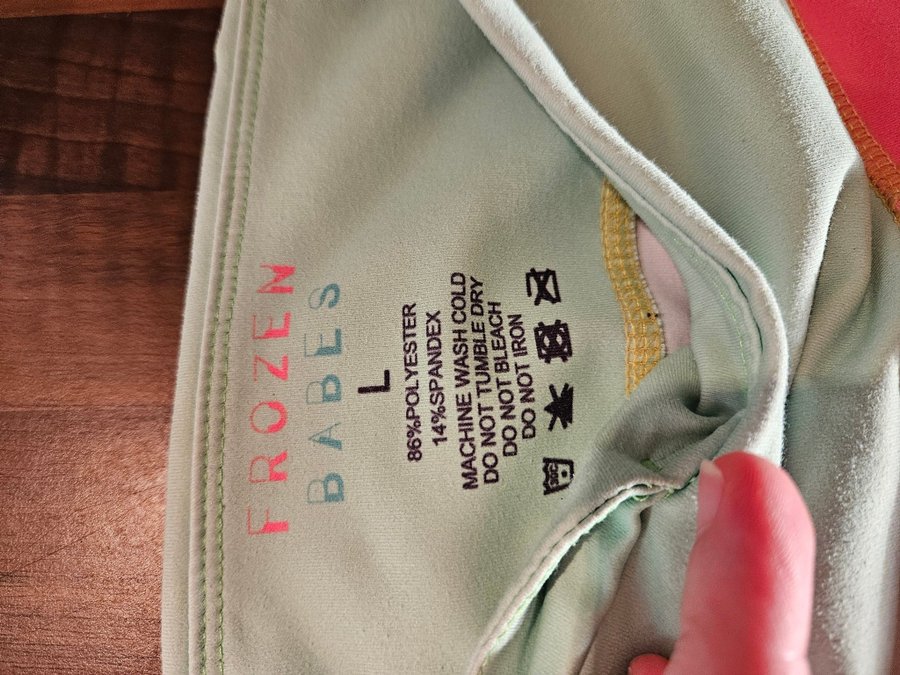 FROZEN
BABES
L
86%POLYESTER
14%SPANDEX
MACHINE WASH COLD
DO NOT TUMBLE DRY
DO NOT BLEACH
DO NOT IRON